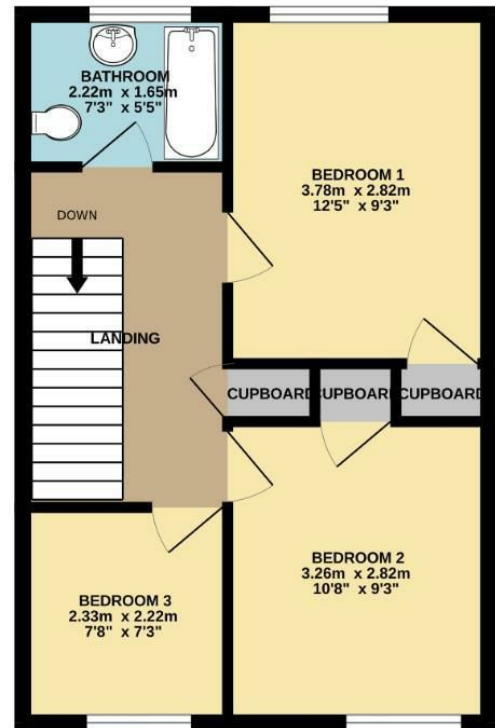 BATHROOM
2.22m x 1.65m
7'3" x 5'5"
BEDROOM 1
3.78m x 2.82m
12'5" x 9'3"
DOWN
LANDING
CUPBOARD
CUPBOARD
CUPBOARD
BEDROOM 2
3.26m x 2.82m
10'8" x 9'3"
BEDROOM 3
2.33m x 2.22m
7'8" x 7'3"